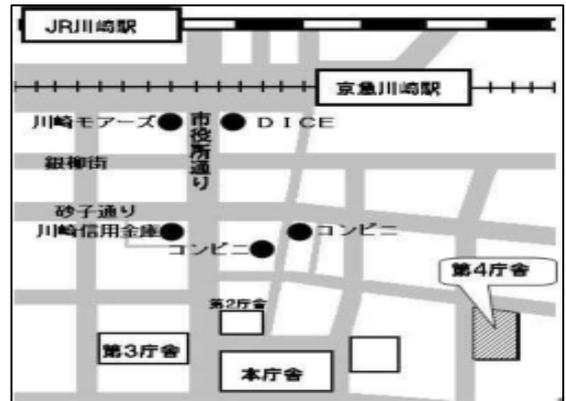 JR川崎駅
京急川崎駅
川崎モアーズ
DICE
市役所通り
銀柳街
砂子通り
川崎信用金庫
コンビニ
コンビニ
第4庁舎
第2庁舎
第3庁舎
本庁舎